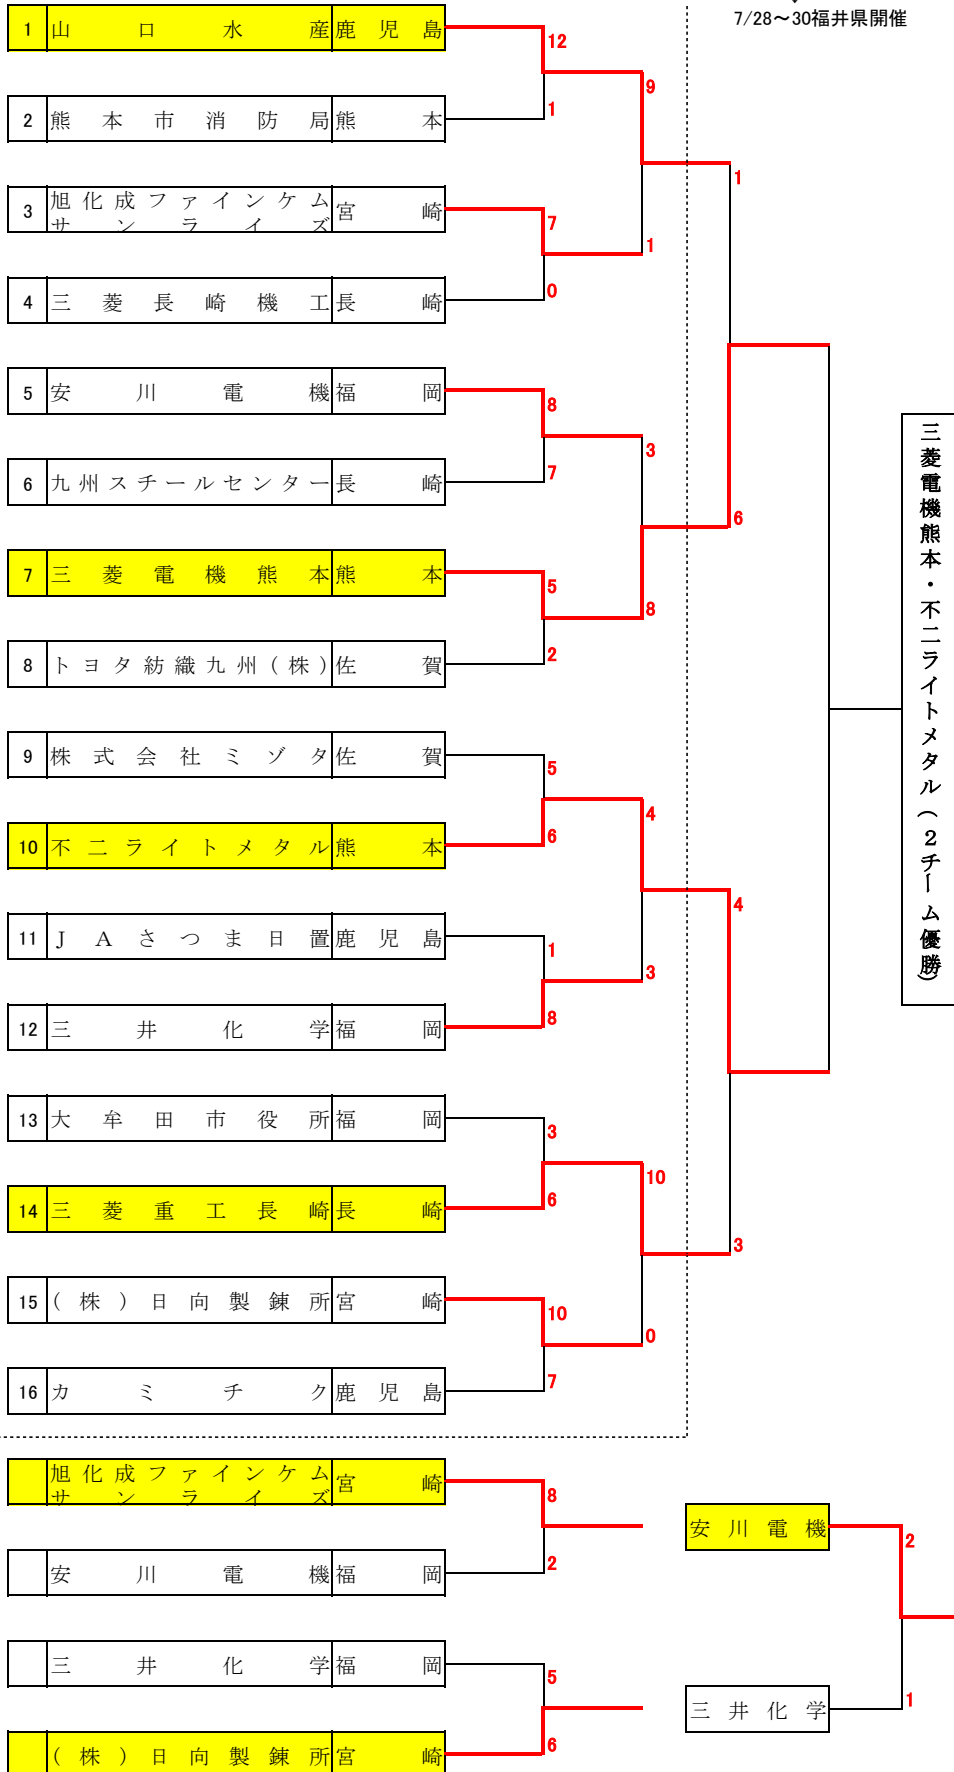 7/28～30福井県開催
1 山口水産 鹿児島 12
9
2 熊本市消防局 熊本 1
1
3 旭化成ファインケムサンライズ 宮崎 7
1
4 三菱長崎機工 長崎 0
5 安川電機 福岡 8
3
6 九州スチールセンター 長崎 7
6
7 三菱電機熊本 熊本 5
8
8 トヨタ紡織九州(株) 佐賀 2
三菱電機熊本・不二ライトメタル(2チーム優勝)
9 株式会社ミゾタ 佐賀 5
4
10 不二ライトメタル 熊本 6
4
11 JAさつま日置 鹿児島 1
3
12 三井化学 福岡 8
13 大牟田市役所 福岡 3
10
14 三菱重工長崎 長崎 6
3
15 (株)日向製錬所 宮崎 10
0
16 カミチク 鹿児島 7
旭化成ファインケムサンライズ 宮崎 8
安川電機 福岡 2
三井化学 福岡 5
(株)日向製錬所 宮崎 6
安川電機 2
三井化学 1